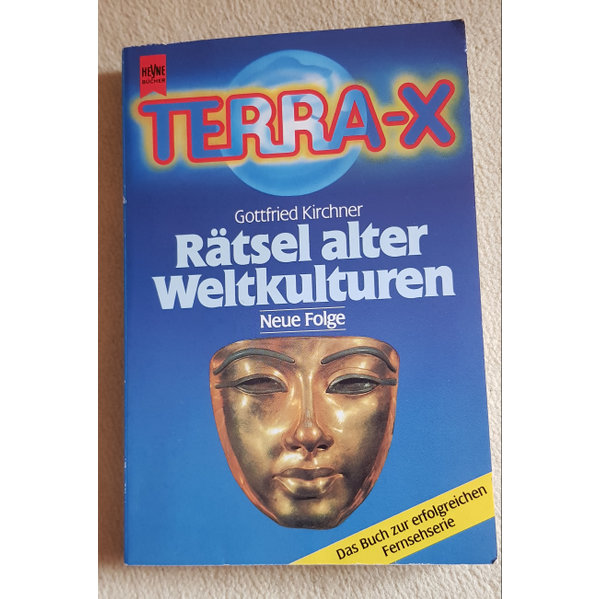 HEYNE
BÜCHER
TERRA-X
Gottfried Kirchner
Rätsel alter
Weltkulturen
Neue Folge
Das Buch zur erfolgreichen
Fernsehserie